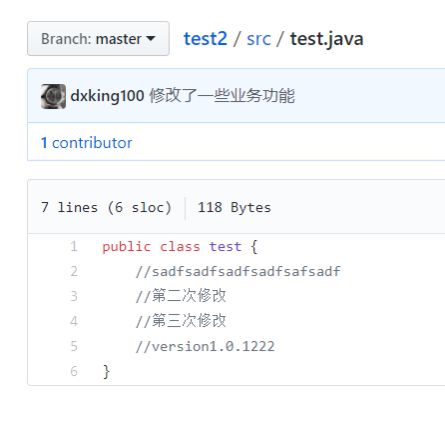 Branch: master test2 / src / test.java
dxking100 修改了一些业务功能
1 contributor
7 lines (6 sloc) 118 Bytes
1 public class test {
2 //sadfsadfsadfsadfsafsadf
3 //第二次修改
4 //第三次修改
5 //version1.0.1222
6 }